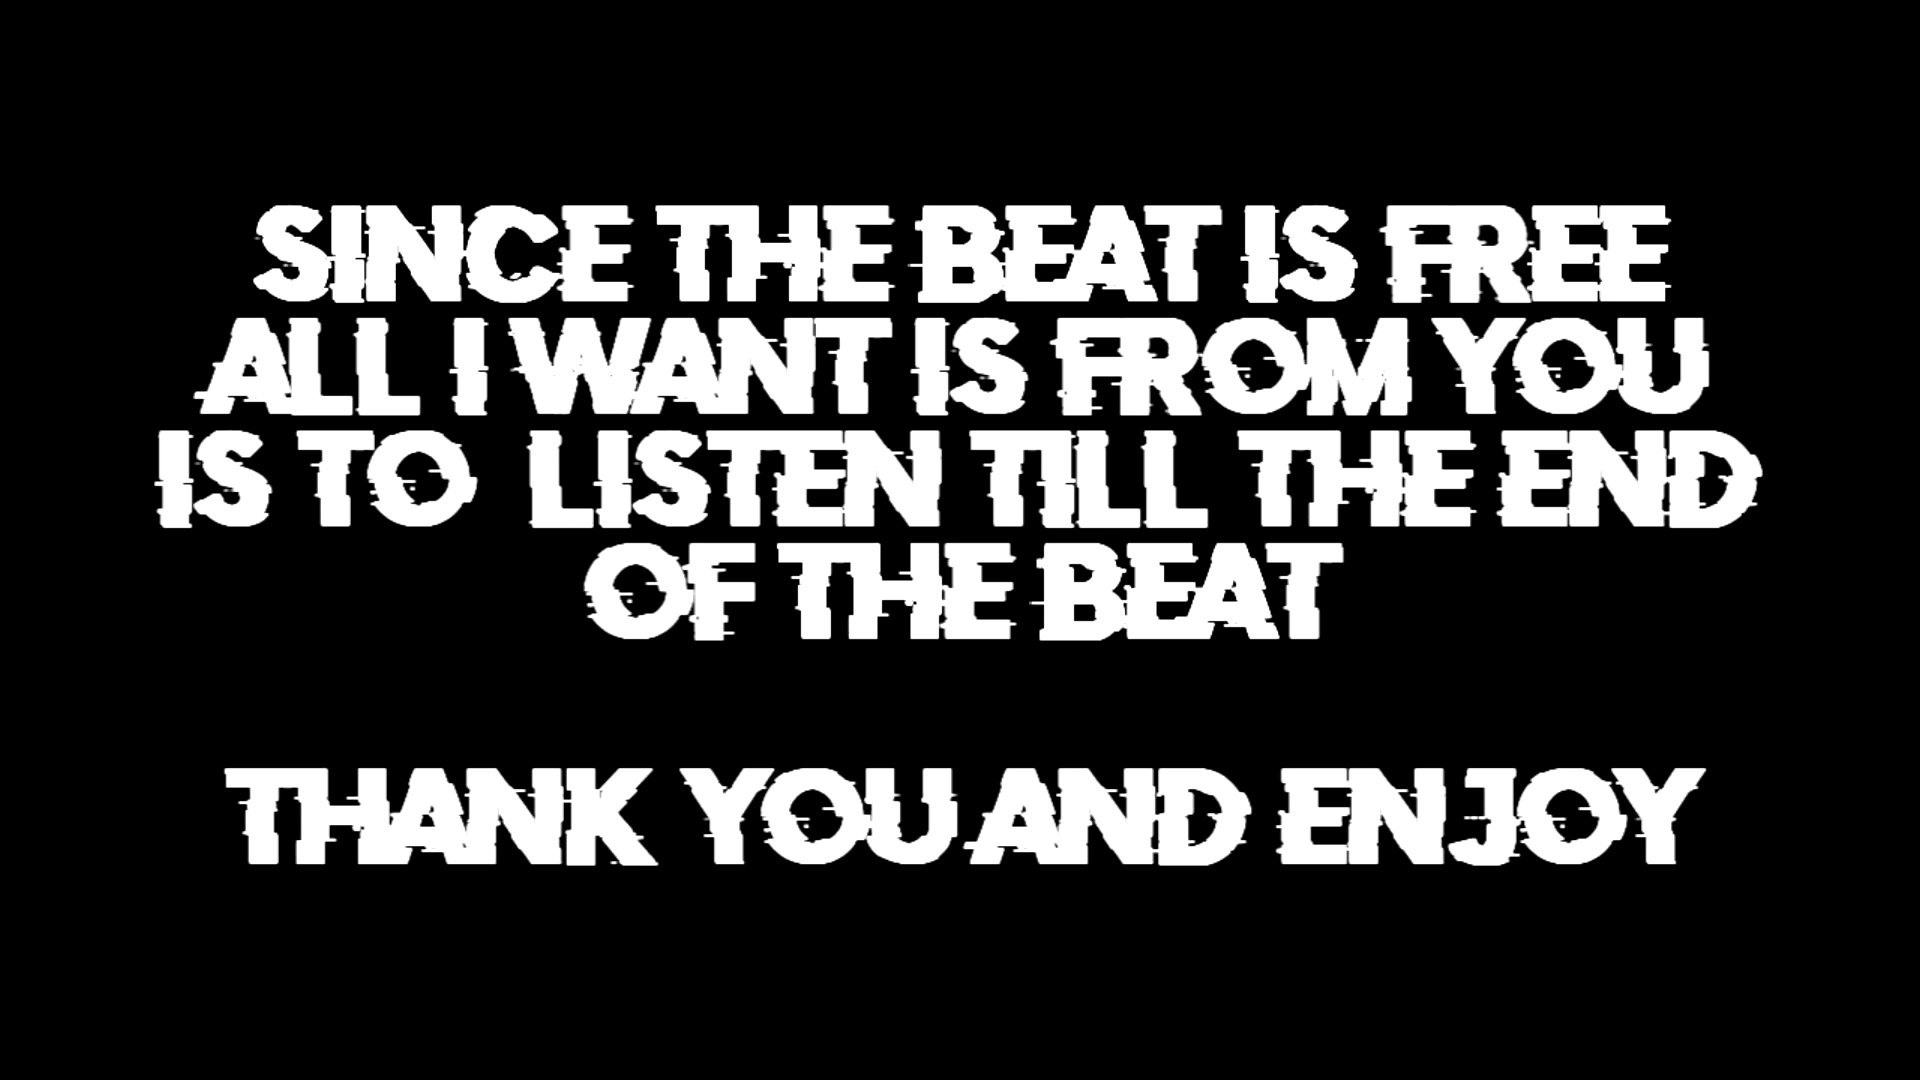 SINCE THE BEAT IS FREE
ALL I WANT IS FROM YOU
IS TO LISTEN TILL THE END
OF THE BEAT
THANK YOU AND ENJOY